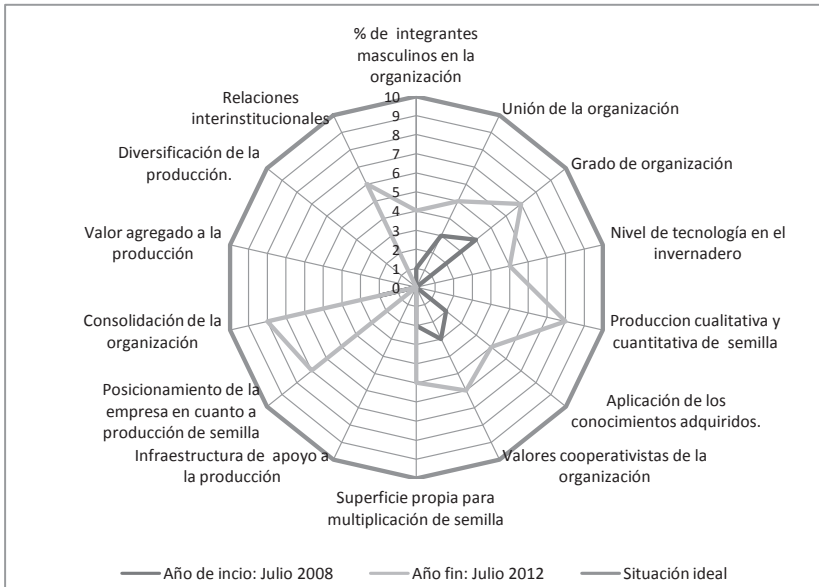 % de integrantes
masculinos en la
organización
Unión de la organización
Grado de organización
Nivel de tecnología en el
invernadero
Produccion cualitativa y
cuantitativa de semilla
Aplicación de los
conocimientos adquiridos.
Valores cooperativistas de la
organización
Superficie propia para
multiplicación de semilla
Infraestructura de apoyo a
la producción
Posicionamiento de la
empresa en cuanto a
producción de semilla
Consolidación de la
organización
Valor agregado a la
producción
Diversificación de la
producción.
Relaciones
interinstitucionales
10
9
8
7
6
5
4
3
2
1
0
Año de incio: Julio 2008
Año fin: Julio 2012
Situación ideal